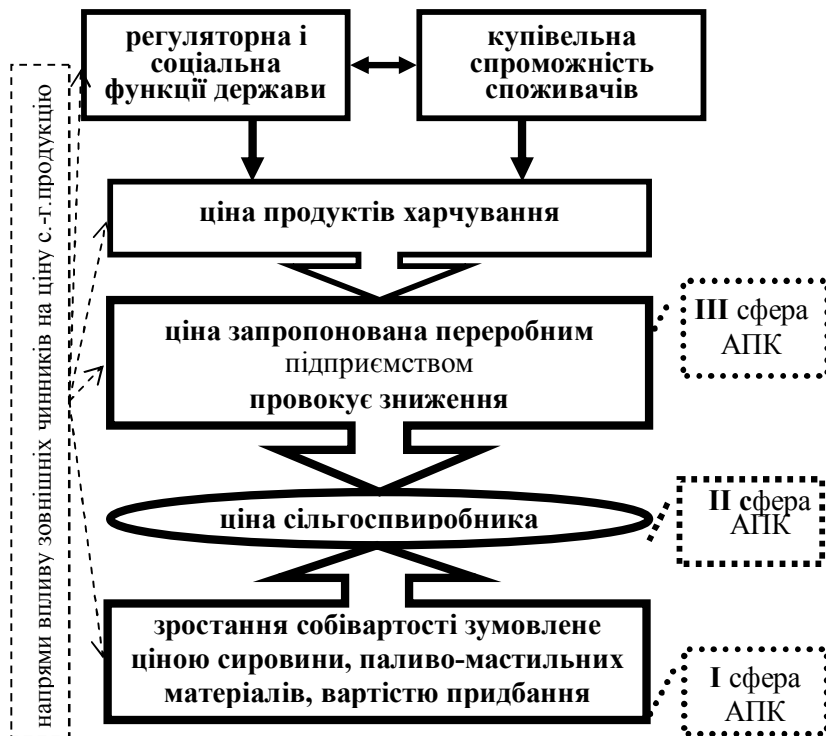 регуляторна і
соціальна
функції держави
купівельна
спроможність
споживачів
напрями впливу зовнішніх чинників на ціну с.-г.продукцію
ціна продуктів харчування
ціна запропонована переробним
підприємством
провокує зниження
III сфера
АПК
ціна сільгоспвиробника
II сфера
АПК
зростання собівартості зумовлене
ціною сировини, паливо-мастильних
матеріалів, вартістю придбання
I сфера
АПК